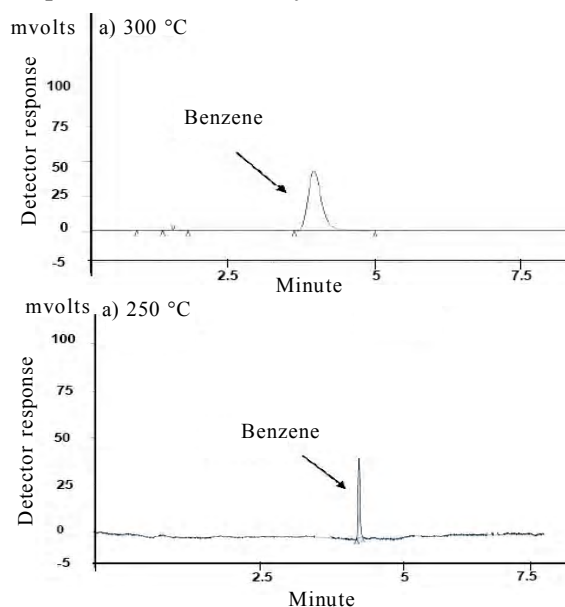 mvolts a) 300 °C
100
Benzene
75
50
25
0
-5
Detector response
2.5 5 7.5
Minute
mvolts a) 250 °C
100
75
Benzene
50
25
0
-5
Detector response
2.5 5 7.5
Minute